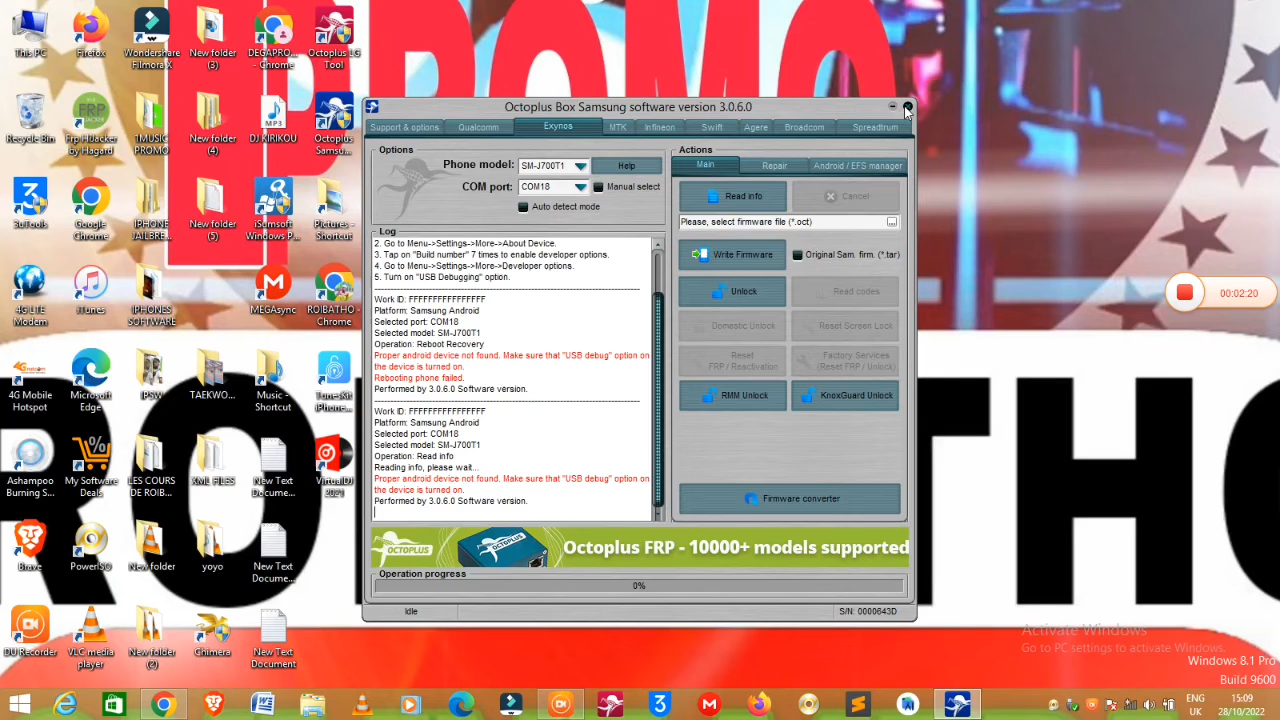 This PC
Firefox
Wondershare
Filmora X
New folder
(3)
DEGAPRO...
- Chrome
Octoplus LG
Tool
Recycle Bin
Frp HiJacker
by Hagard
1MUSIC
PROMO
New folder
(4)
MP3
DJ KIRIKOU
Octoplus
Samsu...
3uTools
Google
Chrome
IPHONE
JAILBRE...
New folder
(5)
iSumsoft
Windows P...
Pictures -
Shortcut
4G LTE
Modem
iTunes
IPHONES
SOFTWARE
MEGAsync
ROIBATHO
- Chrome
4G Mobile
Hotspot
Microsoft
Edge
IPSW
TAEKWO...
Music -
Shortcut
TunesKit
iPhone...
Ashampoo
Burning S...
My Software
Deals
LES COURS
DE ROIB...
XML FILES
New Text
Docume...
VirtualDJ
2021
Brave
PowerISO
New folder
yoyo
New Text
Docume...
DU Recorder
VLC media
player
New folder
(2)
Chimera
New Text
Document
Octoplus Box Samsung software version 3.0.6.0
Support & options
Qualcomm
Exynos
MTK
Infineon
Swift
Agere
Broadcom
Spreadtrum
Options
Phone model:
SM-J700T1
Help
COM port:
COM18
Manual select
Auto detect mode
Log
2. Go to Menu->Settings->More->About Device.
3. Tap on "Build number" 7 times to enable developer options.
4. Go to Menu->Settings->More->Developer options.
5. Turn on "USB Debugging" option.
Work ID: FFFFFFFFFFFFFFFF
Platform: Samsung Android
Selected port: COM18
Selected model: SM-J700T1
Operation: Reboot Recovery
Proper android device not found. Make sure that "USB debug" option on
the device is turned on.
Rebooting phone failed.
Performed by 3.0.6.0 Software version.
Work ID: FFFFFFFFFFFFFFFF
Platform: Samsung Android
Selected port: COM18
Selected model: SM-J700T1
Operation: Read info
Reading info, please wait...
Proper android device not found. Make sure that "USB debug" option on
the device is turned on.
Performed by 3.0.6.0 Software version.
Actions
Main
Repair
Android / EFS manager
Read info
Cancel
Please, select firmware file (*.oct)
...
Write Firmware
Original Sam. firm. (*.tar)
Unlock
Read codes
Domestic Unlock
Reset Screen Lock
Reset
FRP / Reactivation
Factory Services
(Reset FRP / Unlock)
RMM Unlock
KnoxGuard Unlock
Firmware converter
OCTOPLUS
Octoplus FRP - 10000+ models supported
Operation progress
0%
Idle
S/N: 0000643D
00:02:20
Activate Windows
Go to PC settings to activate Windows.
Windows 8.1 Pro
Build 9600
ENG
UK
15:09
28/10/2022